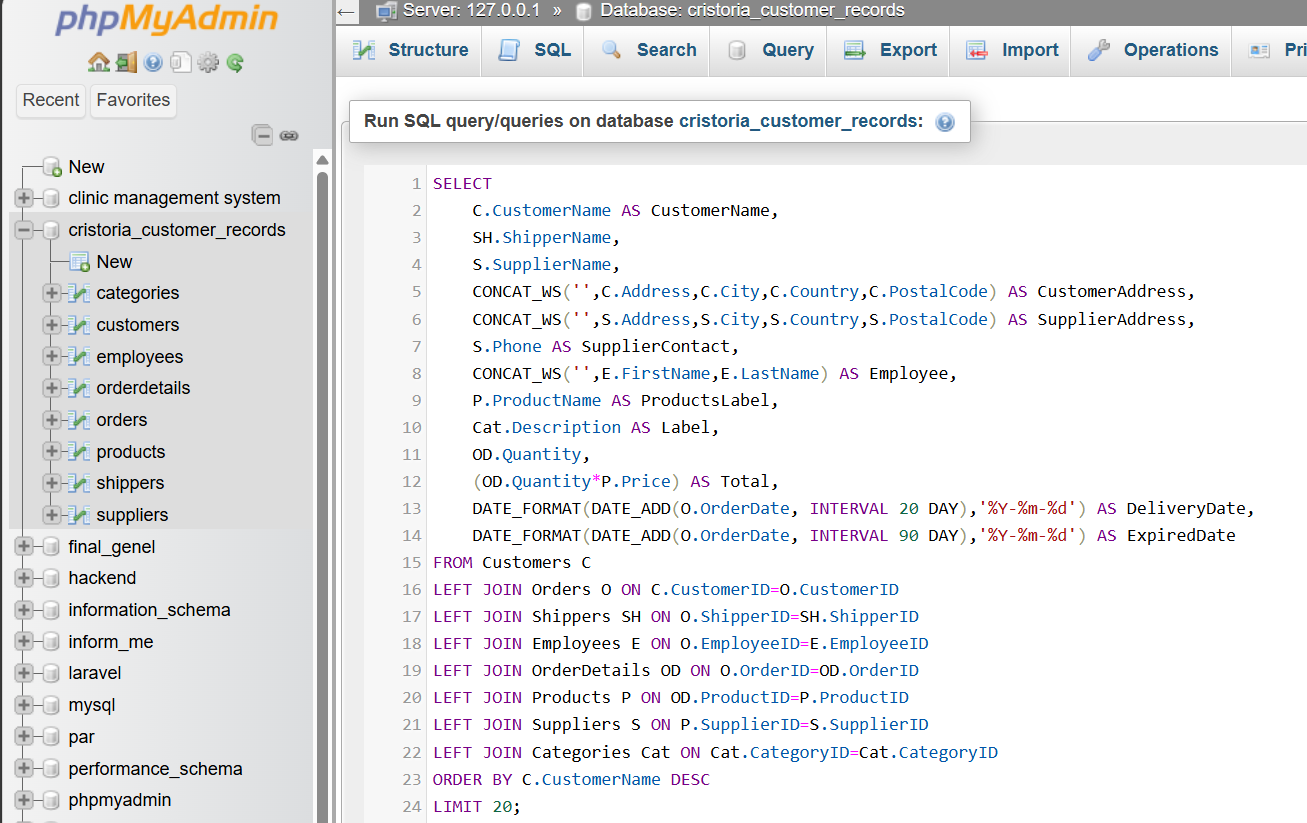 phpMyAdmin
Recent
Favorites
New
clinic management system
cristoria_customer_records
New
categories
customers
employees
orderdetails
orders
products
shippers
suppliers
final_genel
hackend
information_schema
inform_me
laravel
mysql
par
performance_schema
phpmyadmin
← Server: 127.0.0.1 » Database: cristoria_customer_records
Structure SQL Search Query Export Import Operations Pri
Run SQL query/queries on database cristoria_customer_records:
1 SELECT
2 C.CustomerName AS CustomerName,
3 SH.ShipperName,
4 S.SupplierName,
5 CONCAT_WS('',C.Address,C.City,C.Country,C.PostalCode) AS CustomerAddress,
6 CONCAT_WS('',S.Address,S.City,S.Country,S.PostalCode) AS SupplierAddress,
7 S.Phone AS SupplierContact,
8 CONCAT_WS('',E.FirstName,E.LastName) AS Employee,
9 P.ProductName AS ProductsLabel,
10 Cat.Description AS Label,
11 OD.Quantity,
12 (OD.Quantity*P.Price) AS Total,
13 DATE_FORMAT(DATE_ADD(O.OrderDate, INTERVAL 20 DAY),'%Y-%m-%d') AS DeliveryDate,
14 DATE_FORMAT(DATE_ADD(O.OrderDate, INTERVAL 90 DAY),'%Y-%m-%d') AS ExpiredDate
15 FROM Customers C
16 LEFT JOIN Orders O ON C.CustomerID=O.CustomerID
17 LEFT JOIN Shippers SH ON O.ShipperID=SH.ShipperID
18 LEFT JOIN Employees E ON O.EmployeeID=E.EmployeeID
19 LEFT JOIN OrderDetails OD ON O.OrderID=OD.OrderID
20 LEFT JOIN Products P ON OD.ProductID=P.ProductID
21 LEFT JOIN Suppliers S ON P.SupplierID=S.SupplierID
22 LEFT JOIN Categories Cat ON Cat.CategoryID=Cat.CategoryID
23 ORDER BY C.CustomerName DESC
24 LIMIT 20;